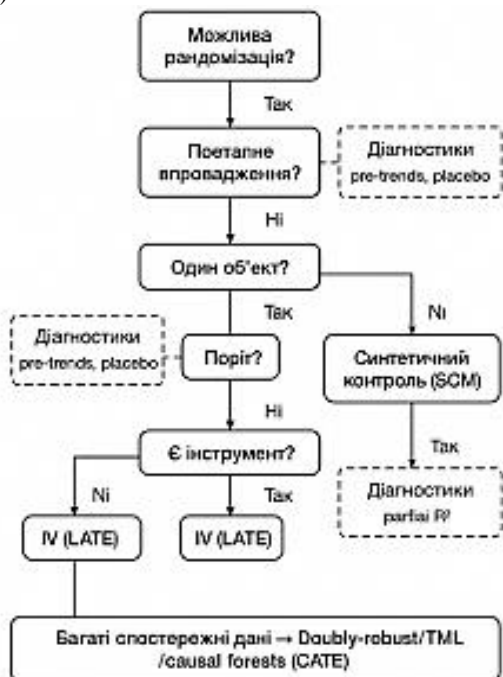 Можлива
рандомізація?
Так
Поетапне
впровадження?
Діагностики
pre-trends, placebo
Ні
Один об'єкт?
Так
Ni
Діагностики
pre-trends, placebo
Поріг?
Синтетичний
контроль (SCM)
Ні
Так
Є інструмент?
Діагностики
Ni
Так
IV (LATE)
IV (LATE)
Багаті спостережні дані → Doubly-robust/TML
/causal forests (CATE)